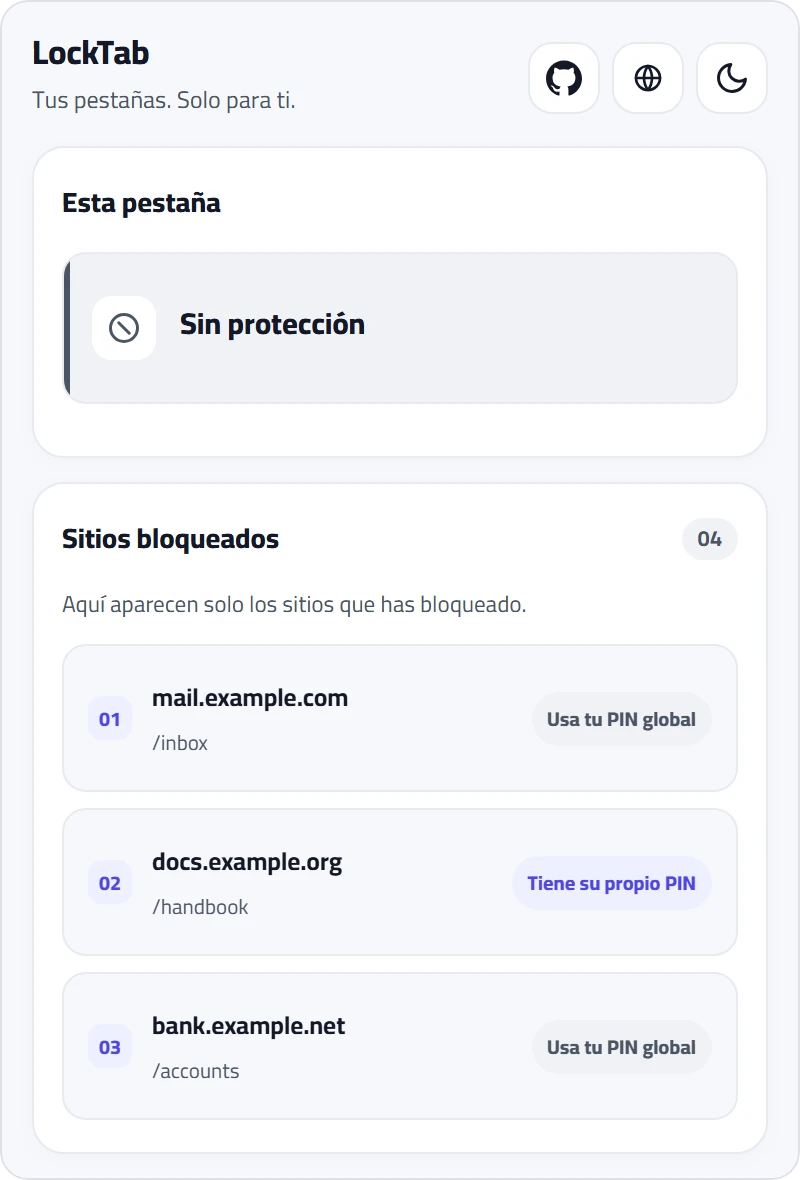 LockTab
Tus pestañas. Solo para ti.
Esta pestaña
Sin protección
Sitios bloqueados
04
Aquí aparecen solo los sitios que has bloqueado.
01
mail.example.com
/inbox
Usa tu PIN global
02
docs.example.org
/handbook
Tiene su propio PIN
03
bank.example.net
/accounts
Usa tu PIN global